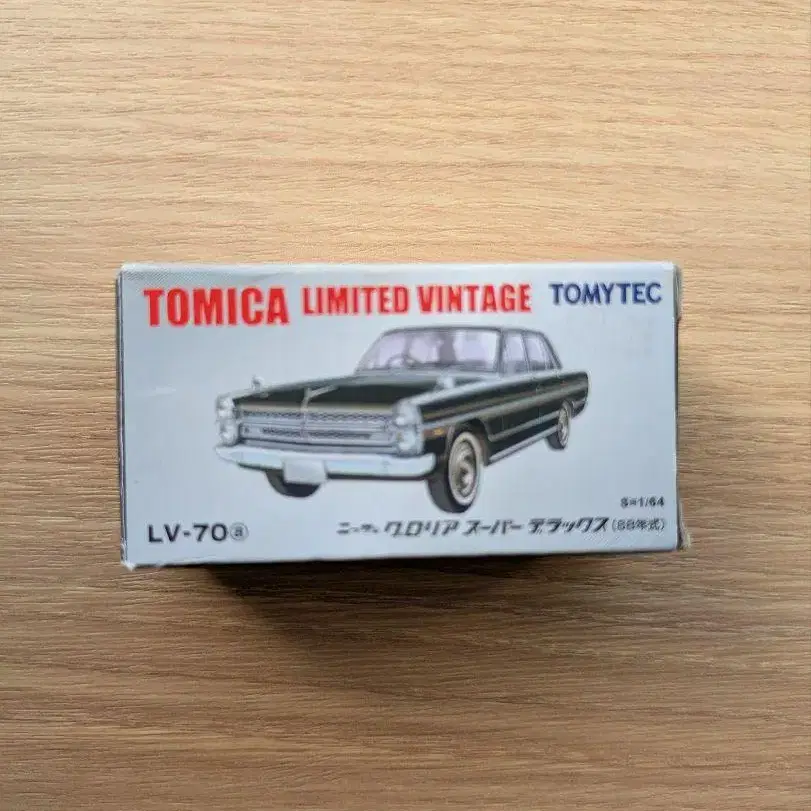 TOMICA LIMITED VINTAGE TOMYTEC
S=1/64
LV-70ⓐ ニッサン グロリア スーパー デラックス (68年式)